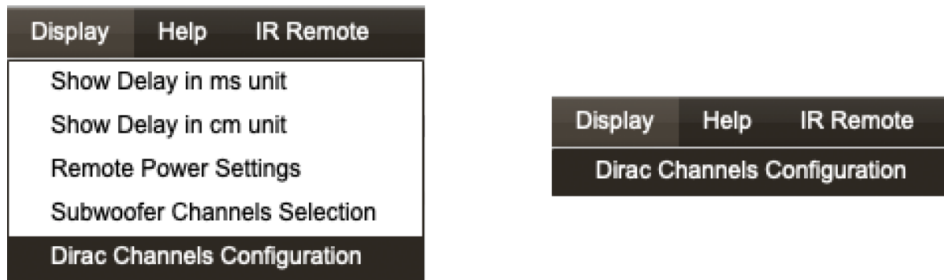 Display Help IR Remote
Show Delay in ms unit
Show Delay in cm unit
Remote Power Settings
Subwoofer Channels Selection
Dirac Channels Configuration
Display Help IR Remote
Dirac Channels Configuration